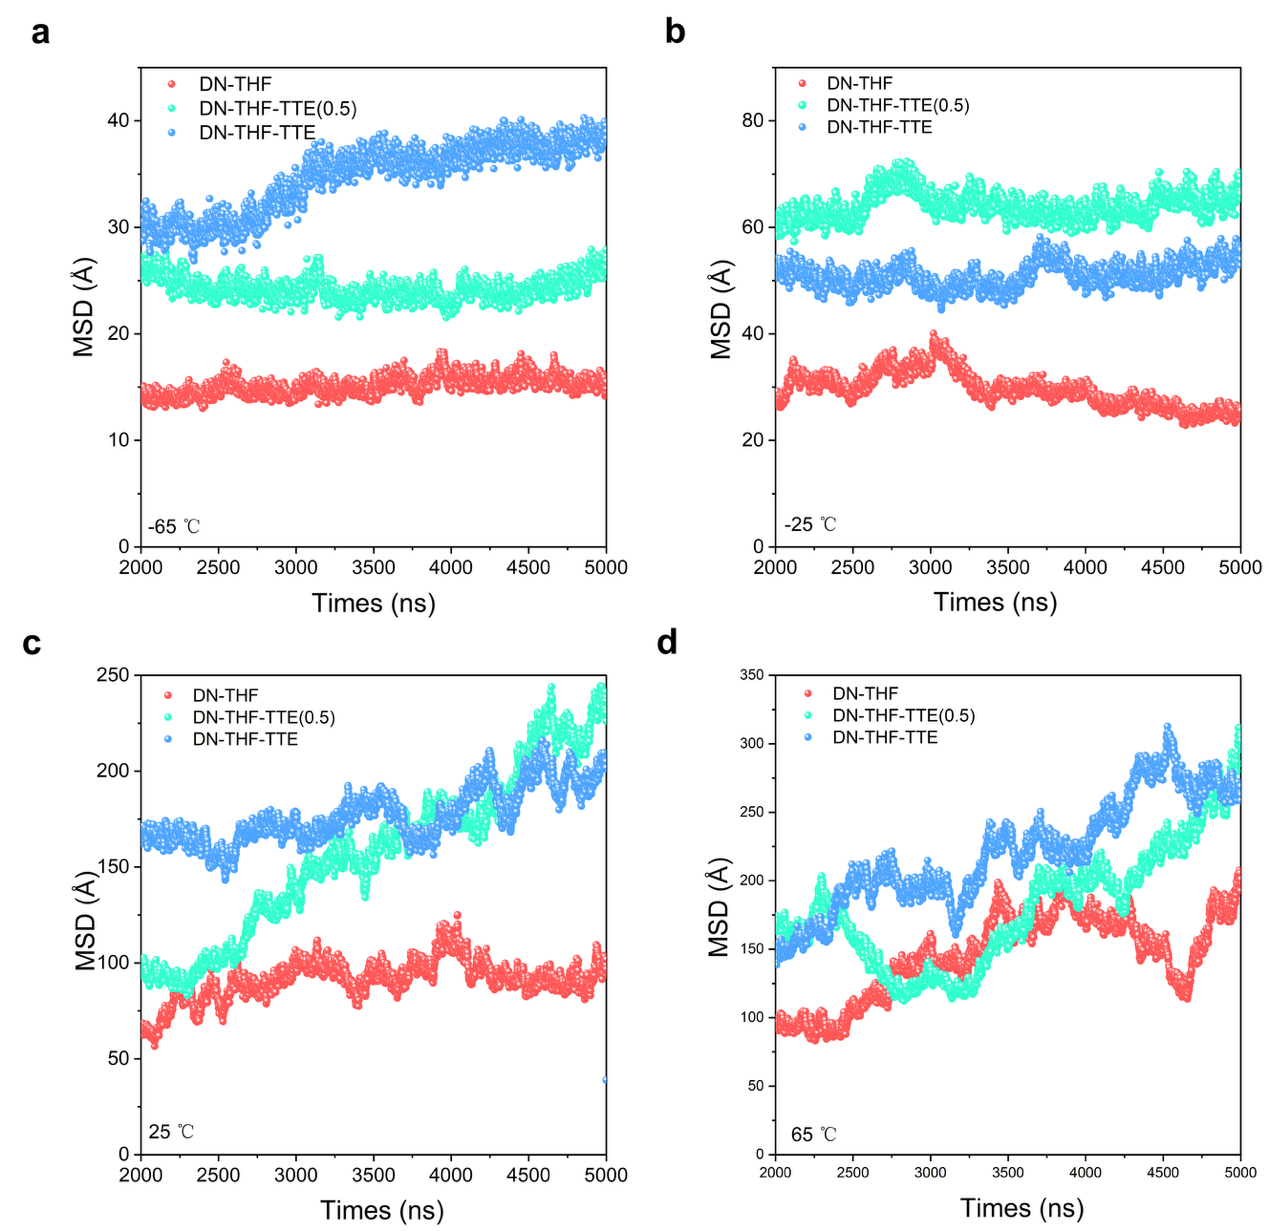 a
DN-THF
DN-THF-TTE(0.5)
DN-THF-TTE
40
30
20
10
0
MSD (Å)
-65 ℃
2000 2500 3000 3500 4000 4500 5000
Times (ns)
b
DN-THF
DN-THF-TTE(0.5)
DN-THF-TTE
80
60
40
20
0
MSD (Å)
-25 ℃
2000 2500 3000 3500 4000 4500 5000
Times (ns)
c
250
DN-THF
DN-THF-TTE(0.5)
DN-THF-TTE
200
150
100
50
0
MSD (Å)
25 ℃
2000 2500 3000 3500 4000 4500 5000
Times (ns)
d
350
DN-THF
DN-THF-TTE(0.5)
DN-THF-TTE
300
250
200
150
100
50
0
MSD (Å)
65 ℃
2000 2500 3000 3500 4000 4500 5000
Times (ns)